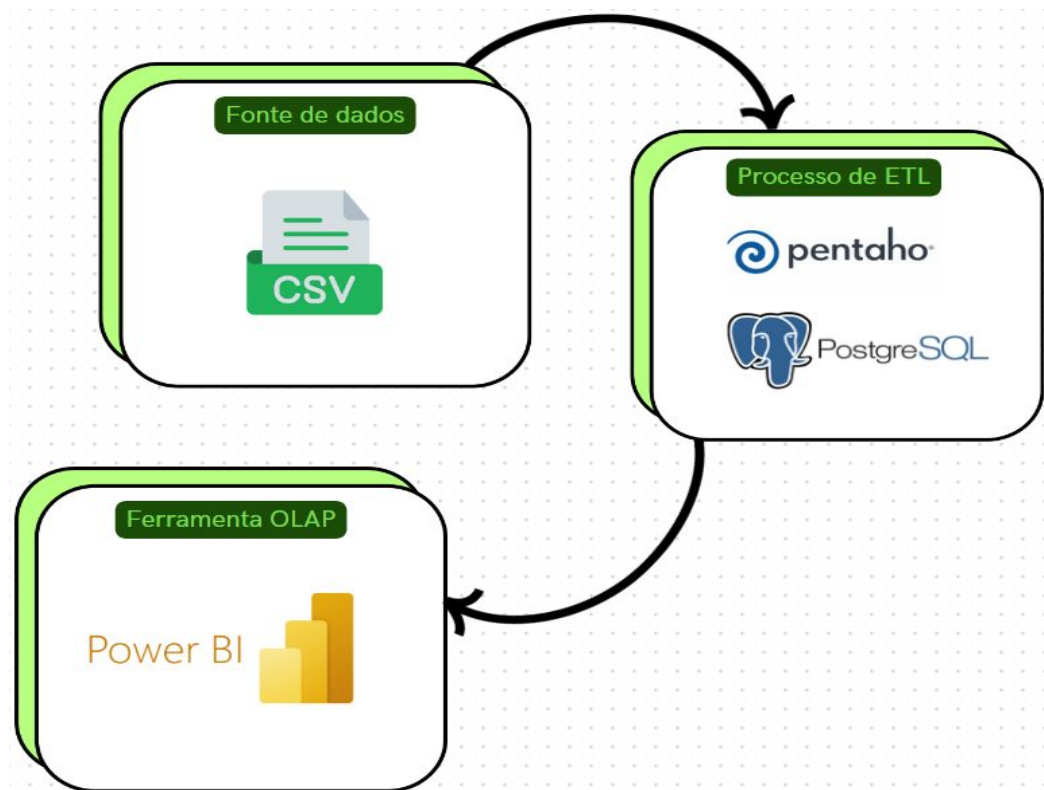 Fonte de dados
CSV
Processo de ETL
pentaho
PostgreSQL
Ferramenta OLAP
Power BI